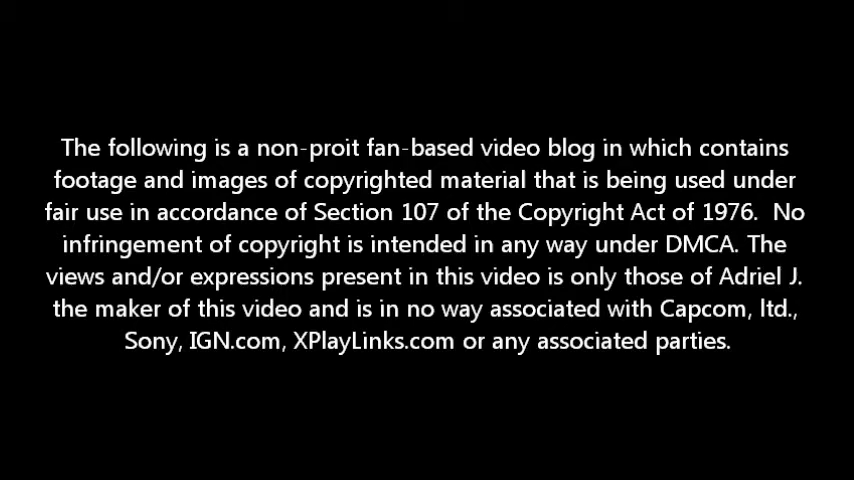 The following is a non-proit fan-based video blog in which contains
footage and images of copyrighted material that is being used under
fair use in accordance of Section 107 of the Copyright Act of 1976.  No
infringement of copyright is intended in any way under DMCA. The
views and/or expressions present in this video is only those of Adriel J.
the maker of this video and is in no way associated with Capcom, ltd.,
Sony, IGN.com, XPlayLinks.com or any associated parties.